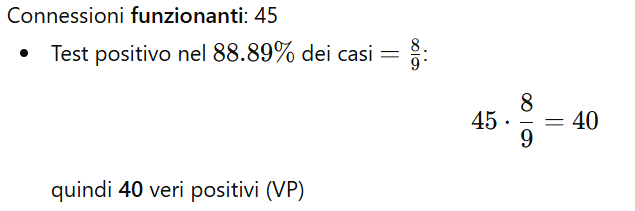 Connessioni funzionanti: 45
• Test positivo nel 88.89% dei casi = 8/9:
45 · 8/9 = 40
quindi 40 veri positivi (VP)